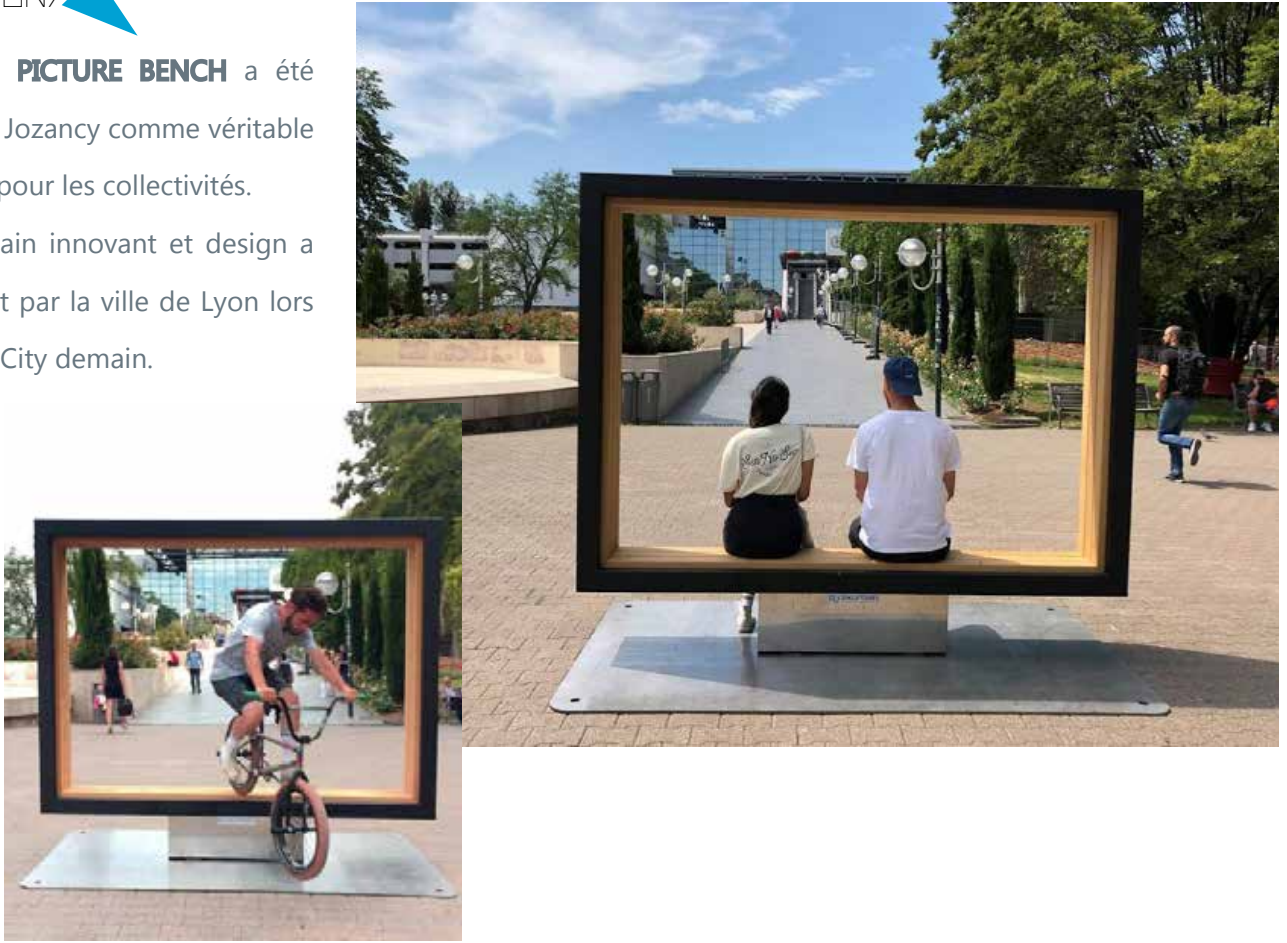 PICTURE BENCH a été
Jozancy comme véritable
pour les collectivités.
ain innovant et design a
t par la ville de Lyon lors
City demain.